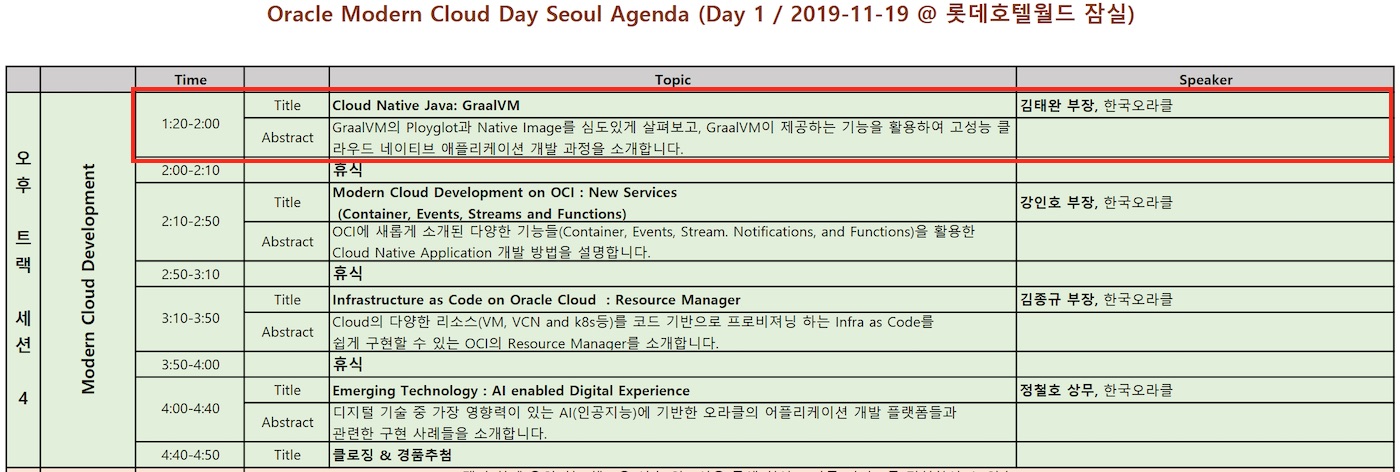 Oracle Modern Cloud Day Seoul Agenda (Day 1 / 2019-11-19 @ 롯데호텔월드 잠실)
Time Topic Speaker
오후 트랙 세션 4
Modern Cloud Development
1:20-2:00
Title Cloud Native Java: GraalVM 김태완 부장, 한국오라클
Abstract GraalVM의 Ployglot과 Native Image를 심도있게 살펴보고, GraalVM이 제공하는 기능을 활용하여 고성능 클
라우드 네이티브 애플리케이션 개발 과정을 소개합니다.
2:00-2:10 휴식
2:10-2:50
Title Modern Cloud Development on OCI : New Services
(Container, Events, Streams and Functions) 강인호 부장, 한국오라클
Abstract OCI에 새롭게 소개된 다양한 기능들(Container, Events, Stream. Notifications, and Functions)을 활용한
Cloud Native Application 개발 방법을 설명합니다.
2:50-3:10 휴식
3:10-3:50
Title Infrastructure as Code on Oracle Cloud : Resource Manager 김종규 부장, 한국오라클
Abstract Cloud의 다양한 리소스(VM, VCN and k8s등)를 코드 기반으로 프로비져닝 하는 Infra as Code를
쉽게 구현할 수 있는 OCI의 Resource Manager를 소개합니다.
3:50-4:00 휴식
4:00-4:40
Title Emerging Technology : AI enabled Digital Experience 정철호 상무, 한국오라클
Abstract 디지털 기술 중 가장 영향력이 있는 AI(인공지능)에 기반한 오라클의 어플리케이션 개발 플랫폼들과
관련한 구현 사례들을 소개합니다.
4:40-4:50 Title 클로징 & 경품추첨